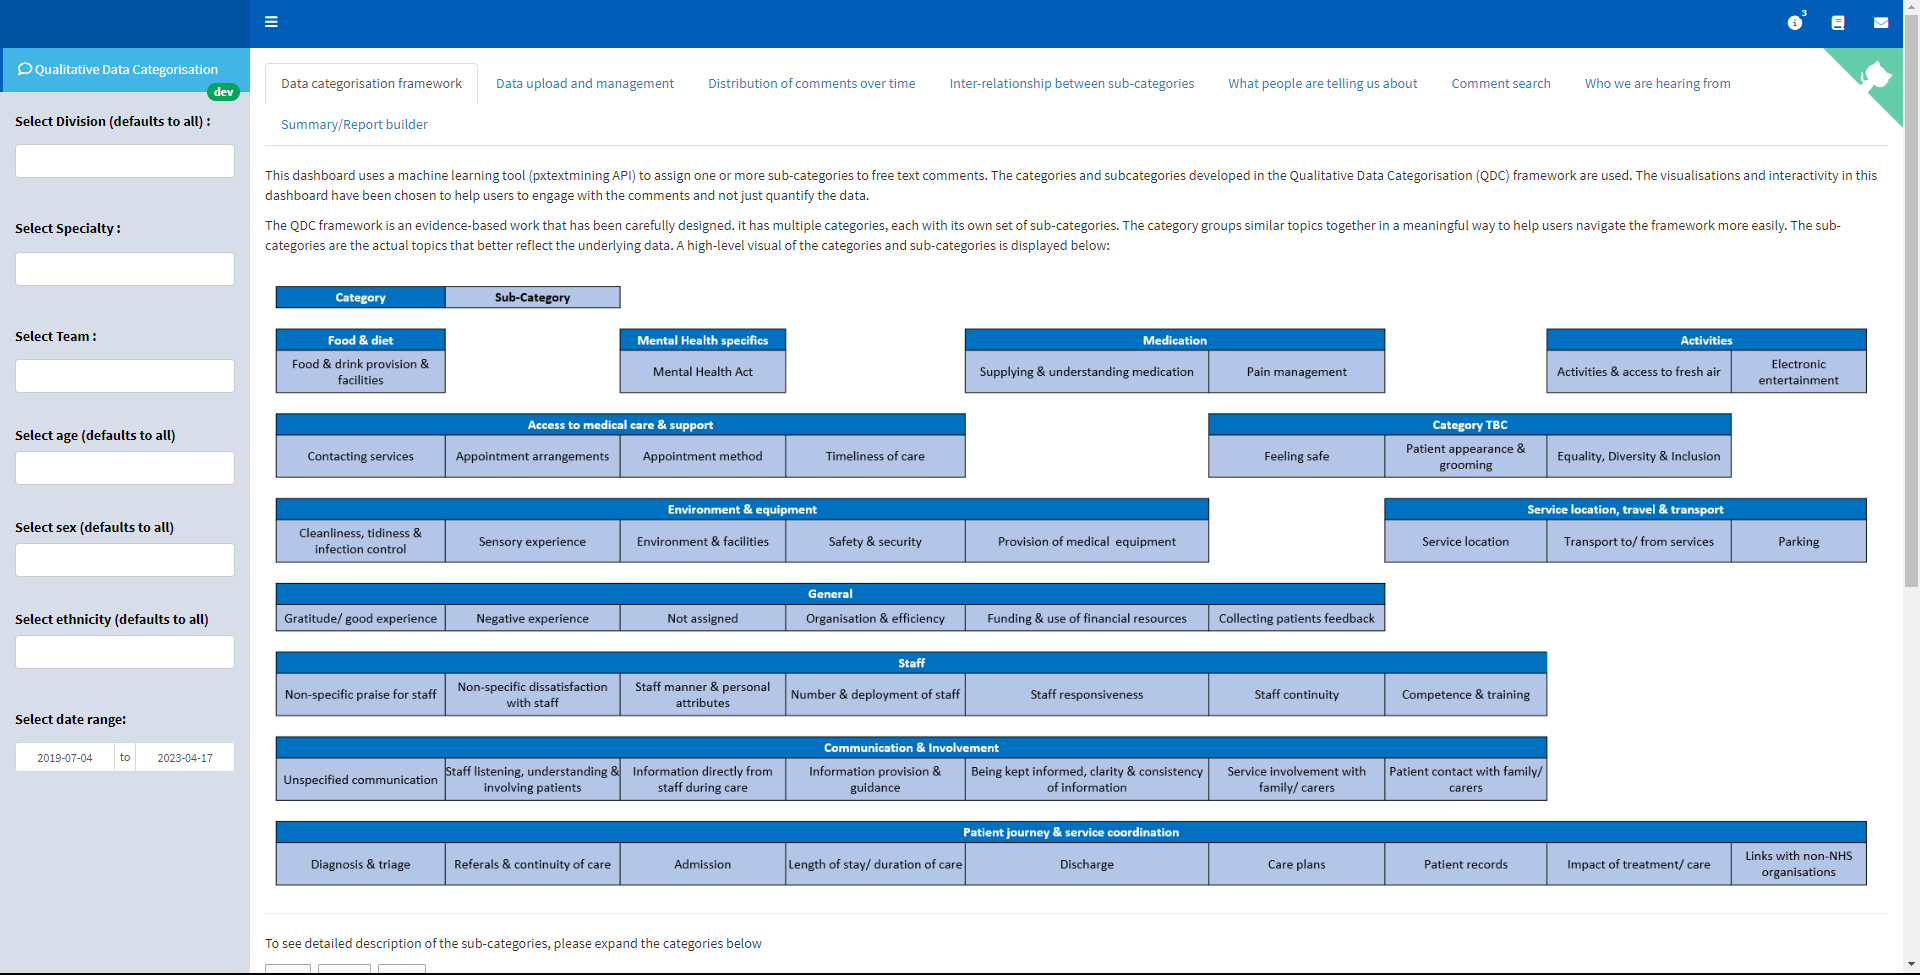 3
Qualitative Data Categorisation
dev
Select Division (defaults to all) :
Select Specialty :
Select Team :
Select age (defaults to all)
Select sex (defaults to all)
Select ethnicity (defaults to all)
Select date range:
2019-07-04 to 2023-04-17
Data categorisation framework Data upload and management Distribution of comments over time Inter-relationship between sub-categories What people are telling us about Comment search Who we are hearing from
Summary/Report builder
This dashboard uses a machine learning tool (pxtextmining API) to assign one or more sub-categories to free text comments. The categories and subcategories developed in the Qualitative Data Categorisation (QDC) framework are used. The visualisations and interactivity in this
dashboard have been chosen to help users to engage with the comments and not just quantify the data.
The QDC framework is an evidence-based work that has been carefully designed. it has multiple categories, each with its own set of sub-categories. The category groups similar topics together in a meaningful way to help users navigate the framework more easily. The sub-
categories are the actual topics that better reflect the underlying data. A high-level visual of the categories and sub-categories is displayed below:
Category Sub-Category
Food & diet
Food & drink provision &
facilities
Mental Health specifics
Mental Health Act
Medication
Supplying & understanding medication Pain management
Activities
Activities & access to fresh air
Electronic
entertainment
Access to medical care & support
Contacting services Appointment arrangements Appointment method Timeliness of care
Category TBC
Feeling safe
Patient appearance &
grooming
Equality, Diversity & Inclusion
Environment & equipment
Cleanliness, tidiness &
infection control
Sensory experience Environment & facilities Safety & security Provision of medical equipment
Service location, travel & transport
Service location Transport to/ from services Parking
General
Gratitude/ good experience Negative experience Not assigned Organisation & efficiency Funding & use of financial resources Collecting patients feedback
Staff
Non-specific praise for staff
Non-specific dissatisfaction
with staff
Staff manner & personal
attributes
Number & deployment of staff Staff responsiveness Staff continuity Competence & training
Communication & Involvement
Unspecified communication
Staff listening, understanding &
involving patients
Information directly from
staff during care
Information provision &
guidance
Being kept informed, clarity & consistency
of information
Service involvement with
family/ carers
Patient contact with family/
carers
Patient journey & service coordination
Diagnosis & triage Referals & continuity of care Admission Length of stay/ duration of care Discharge Care plans Patient records Impact of treatment/ care
Links with non-NHS
organisations
To see detailed description of the sub-categories, please expand the categories below